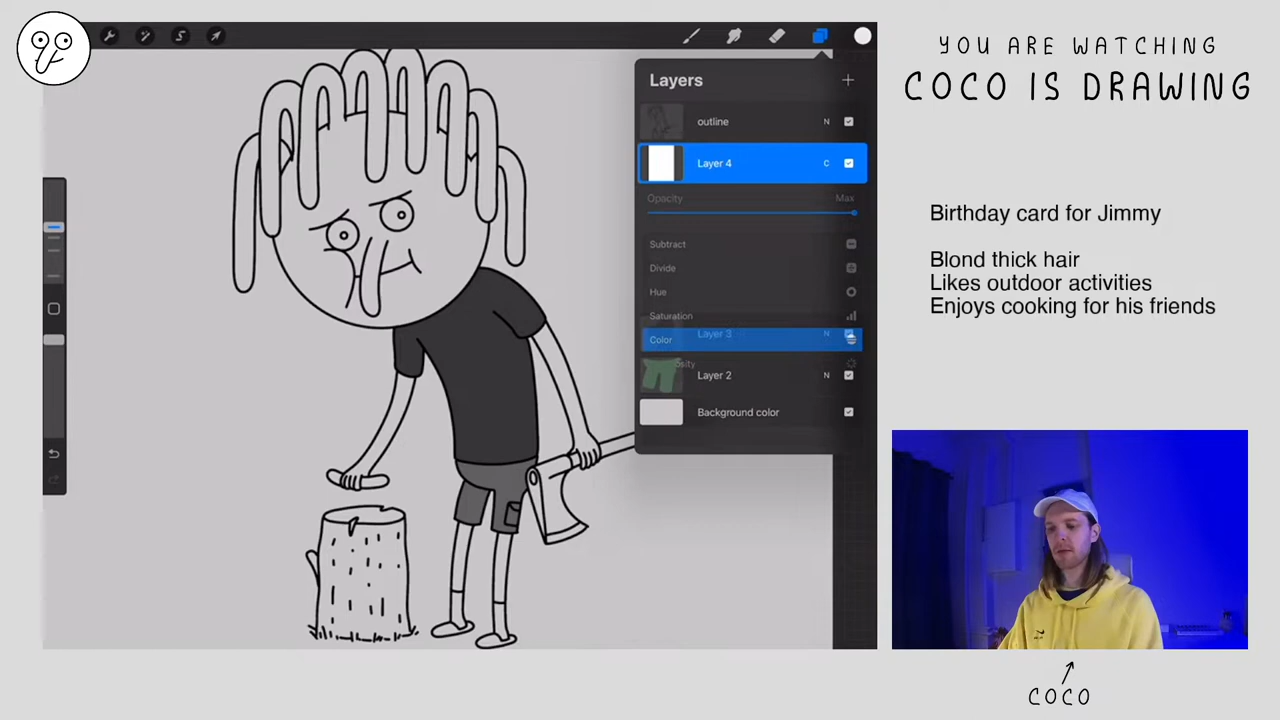 YOU ARE WATCHING
COCO IS DRAWING
Layers
outline N
Layer 4 C
Opacity Max
Subtract
Divide
Hue
Saturation
Layer 3 N
Color
Layer 2 N
Background color
Birthday card for Jimmy
Blond thick hair
Likes outdoor activities
Enjoys cooking for his friends
COCO